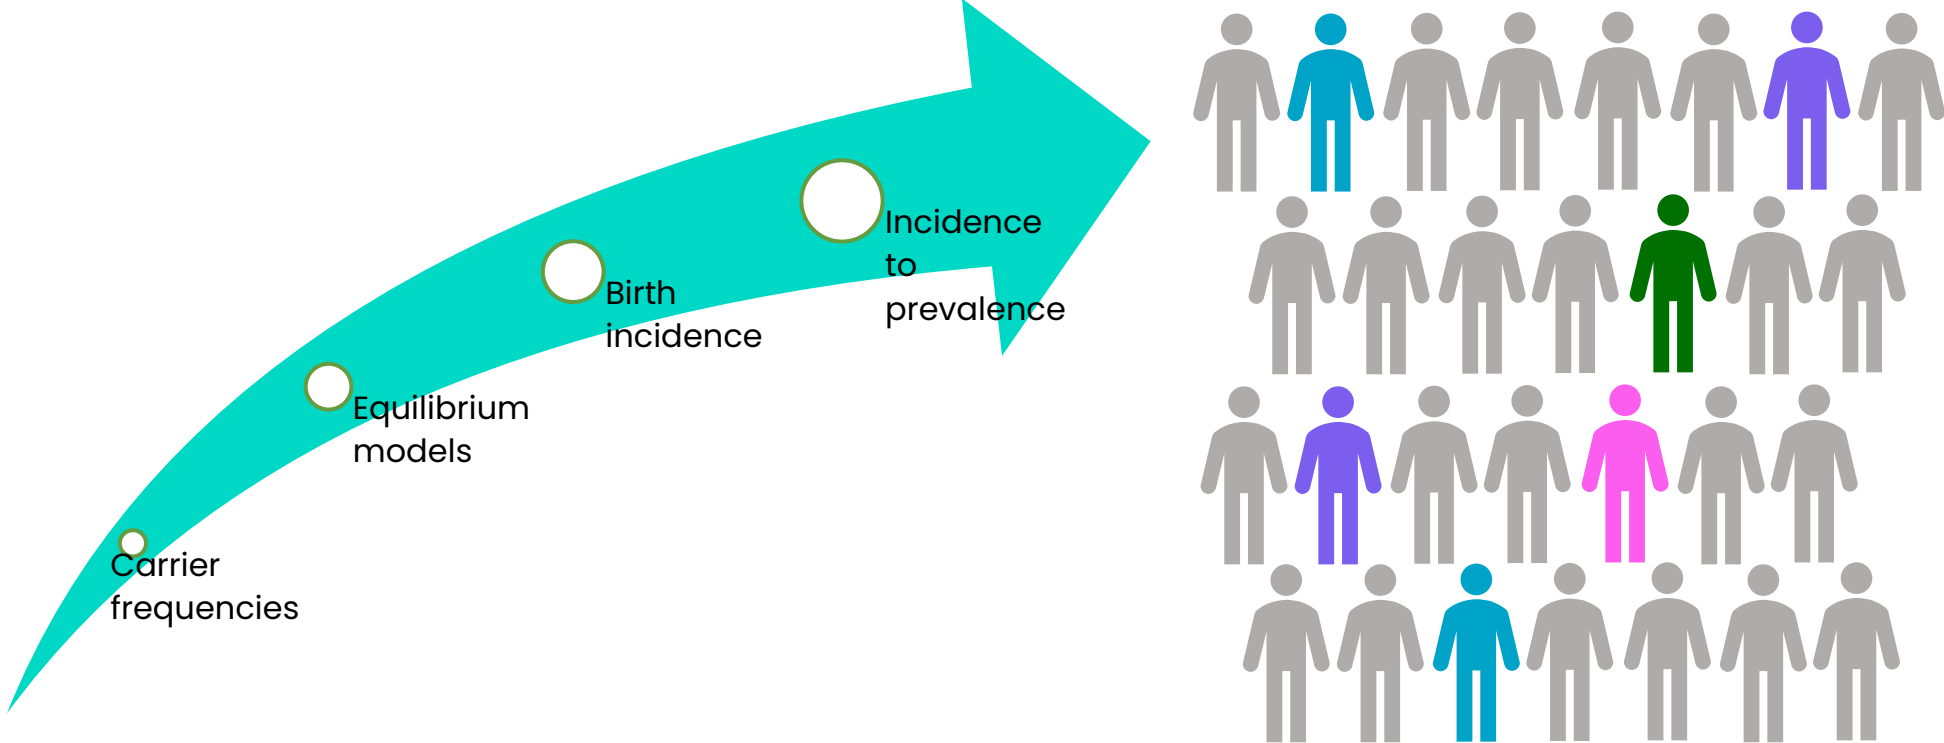 Incidence
to
prevalence
Birth
incidence
Equilibrium
models
Carrier
frequencies